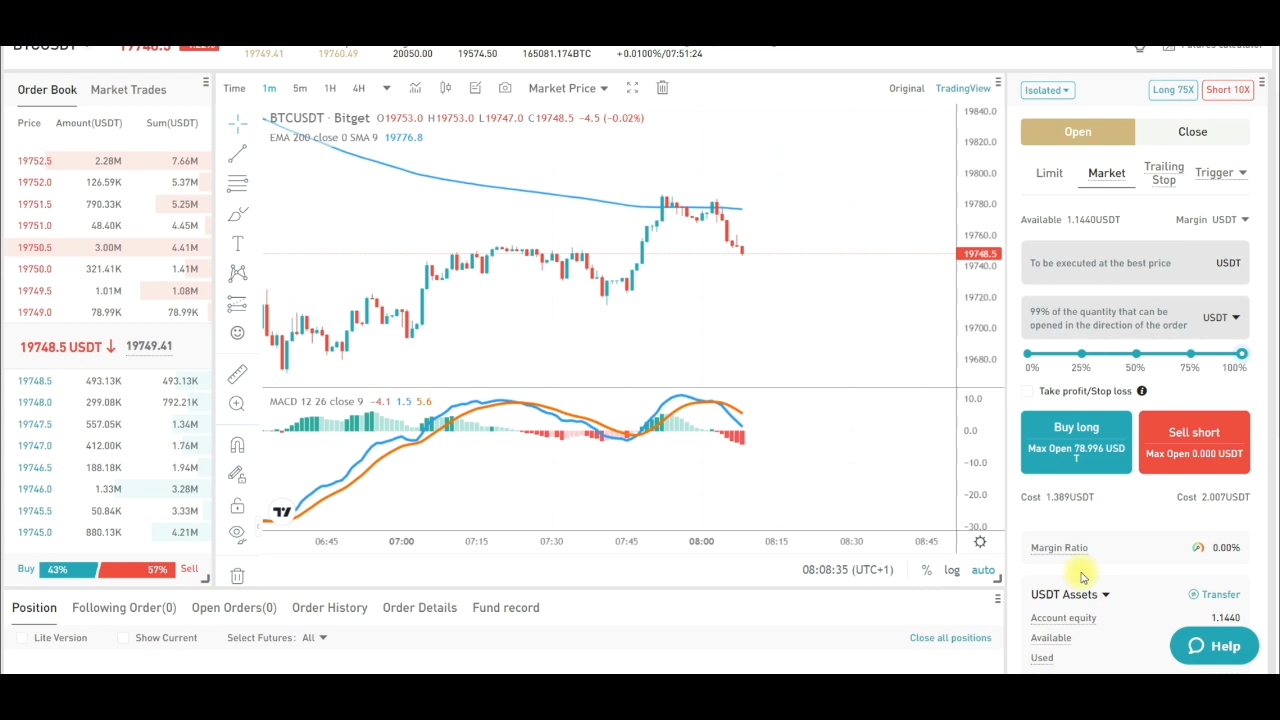 BTCUSDT 19748.5
19749.41 19760.49 20050.00 19574.50 165081.174BTC +0.0100%/07:51:24
Order Book Market Trades
Price Amount(USDT) Sum(USDT)
19752.5 2.28M 7.66M
19752.0 126.59K 5.37M
19751.5 790.33K 5.25M
19751.0 48.40K 4.45M
19750.5 3.00M 4.41M
19750.0 321.41K 1.41M
19749.5 1.01M 1.08M
19749.0 78.99K 78.99K
19748.5 USDT ↓ 19749.41
19748.5 493.13K 493.13K
19748.0 299.08K 792.21K
19747.5 557.05K 1.34M
19747.0 412.00K 1.76M
19746.5 188.18K 1.94M
19746.0 1.33M 3.28M
19745.5 50.84K 3.33M
19745.0 880.13K 4.21M
Buy 43% 57% Sell
Time 1m 5m 1H 4H Market Price Original TradingView
BTCUSDT · Bitget O19753.0 H19753.0 L19747.0 C19748.5 −4.5 (−0.02%)
EMA 200 close 0 SMA 9 19776.8
19840.0
19820.0
19800.0
19780.0
19760.0
19748.5
19740.0
19720.0
19700.0
19680.0
MACD 12 26 close 9 −4.1 1.5 5.6
10.0
0.0
−10.0
−20.0
−30.0
06:45 07:00 07:15 07:30 07:45 08:00 08:15 08:30 08:45
08:08:35 (UTC+1) % log auto
Isolated Long 75X Short 10X
Open Close
Limit Market Trailing Stop Trigger
Available 1.1440USDT Margin USDT
To be executed at the best price USDT
99% of the quantity that can be
opened in the direction of the order USDT
0% 25% 50% 75% 100%
Take profit/Stop loss
Buy long
Max Open 78.996 USD
T
Sell short
Max Open 0.000 USDT
Cost 1.389USDT Cost 2.007USDT
Margin Ratio 0.00%
USDT Assets Transfer
Account equity 1.1440
Available
Used
Help
Position Following Order(0) Open Orders(0) Order History Order Details Fund record
Lite Version Show Current Select Futures: All Close all positions